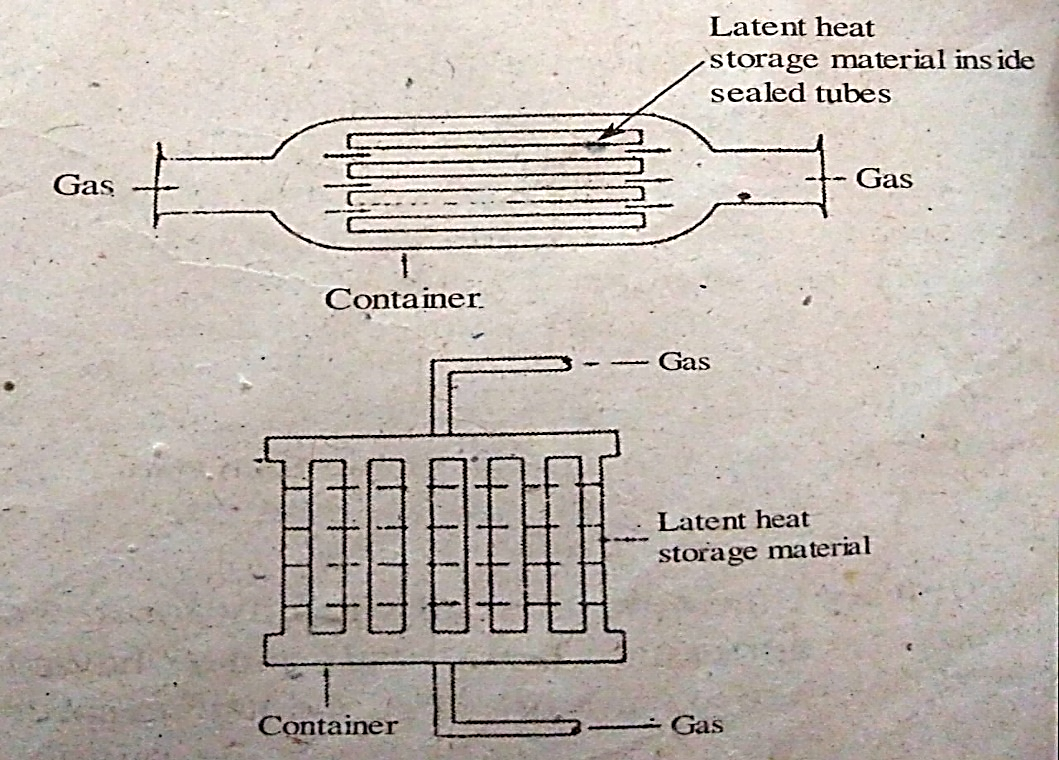 Latent heat
storage material inside
sealed tubes
Gas
Gas
Container
Gas
Latent heat
storage material
Container
Gas